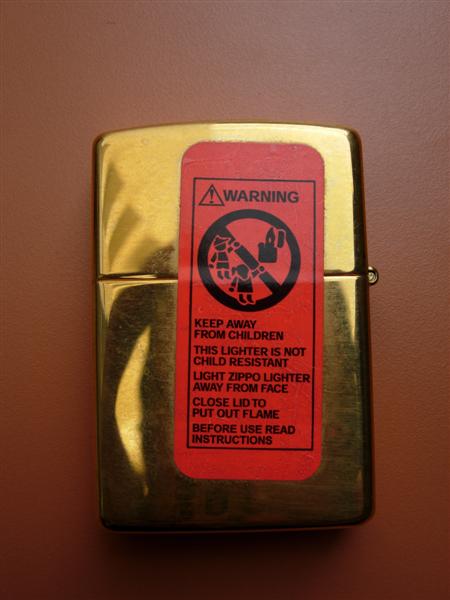 WARNING
KEEP AWAY
FROM CHILDREN
THIS LIGHTER IS NOT
CHILD RESISTANT
LIGHT ZIPPO LIGHTER
AWAY FROM FACE
CLOSE LID TO
PUT OUT FLAME
BEFORE USE READ
INSTRUCTIONS